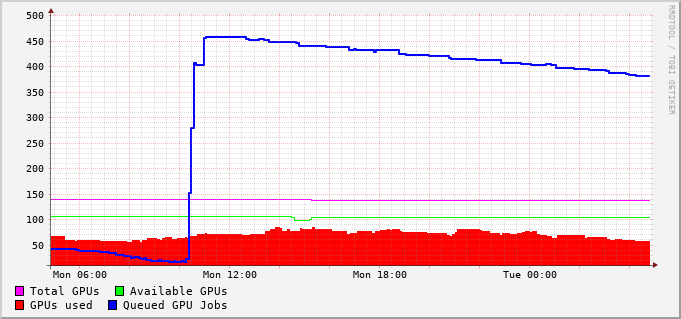 RRDTOOL / TOBI OETIKER
500
450
400
350
300
250
200
150
100
50
Mon 06:00 Mon 12:00 Mon 18:00 Tue 00:00
Total GPUs Available GPUs
GPUs used Queued GPU Jobs